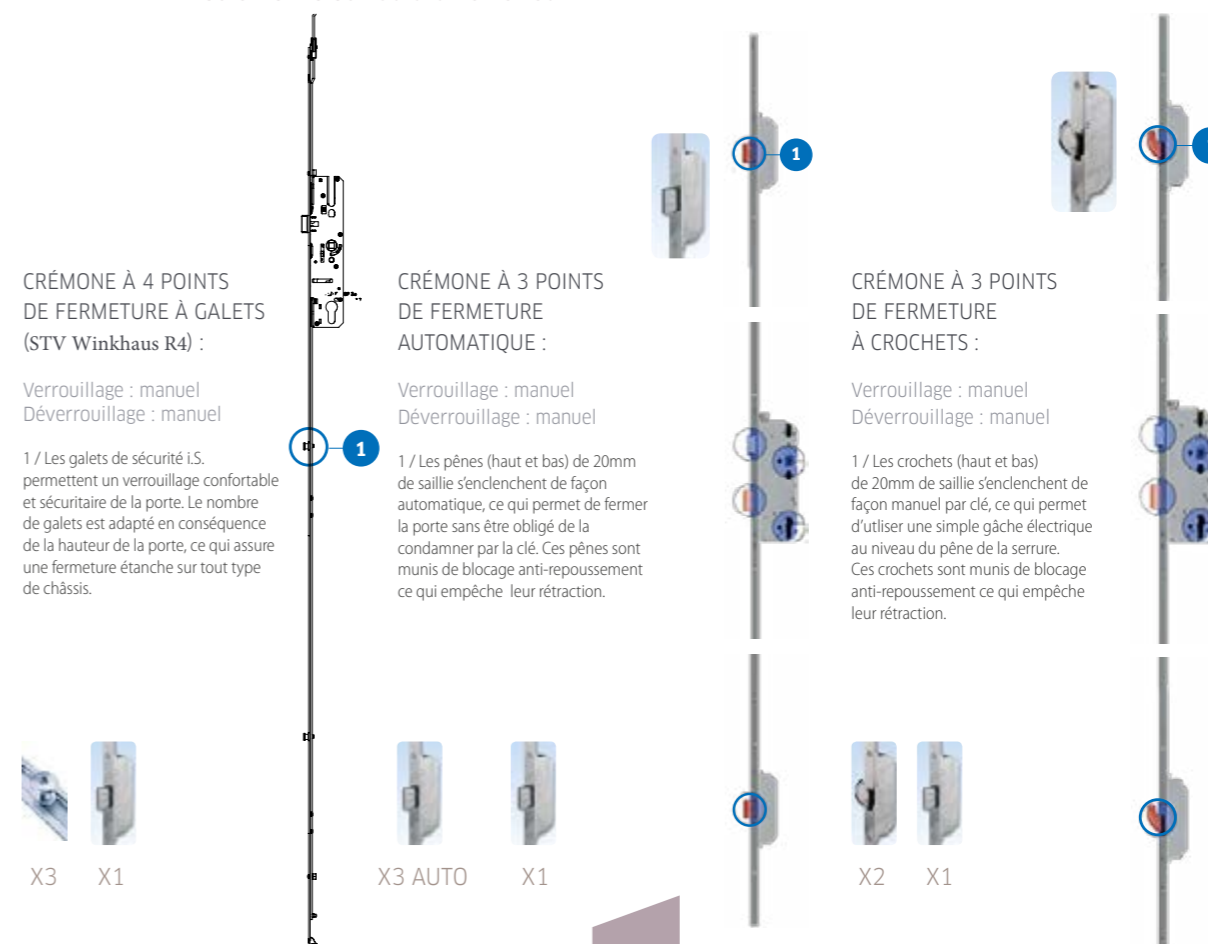 CRÉMONE À 4 POINTS
DE FERMETURE À GALETS
(STV Winkhaus R4) :
Verrouillage : manuel
Déverrouillage : manuel
1 / Les galets de sécurité i.S.
permettent un verrouillage confortable
et sécuritaire de la porte. Le nombre
de galets est adapté en conséquence
de la hauteur de la porte, ce qui assure
une fermeture étanche sur tout type
de châssis.
X3 X1
1
CRÉMONE À 3 POINTS
DE FERMETURE
AUTOMATIQUE :
Verrouillage : manuel
Déverrouillage : manuel
1 / Les pênes (haut et bas) de 20mm
de saillie s'enclenchent de façon
automatique, ce qui permet de fermer
la porte sans être obligé de la
condamner par la clé. Ces pênes sont
munis de blocage anti-repoussement
ce qui empêche leur rétraction.
X3 AUTO X1
1
CRÉMONE À 3 POINTS
DE FERMETURE
À CROCHETS :
Verrouillage : manuel
Déverrouillage : manuel
1 / Les crochets (haut et bas)
de 20mm de saillie s'enclenchent de
façon manuel par clé, ce qui permet
d'utliser une simple gâche électrique
au niveau du pêne de la serrure.
Ces crochets sont munis de blocage
anti-repoussement ce qui empêche
leur rétraction.
X2 X1